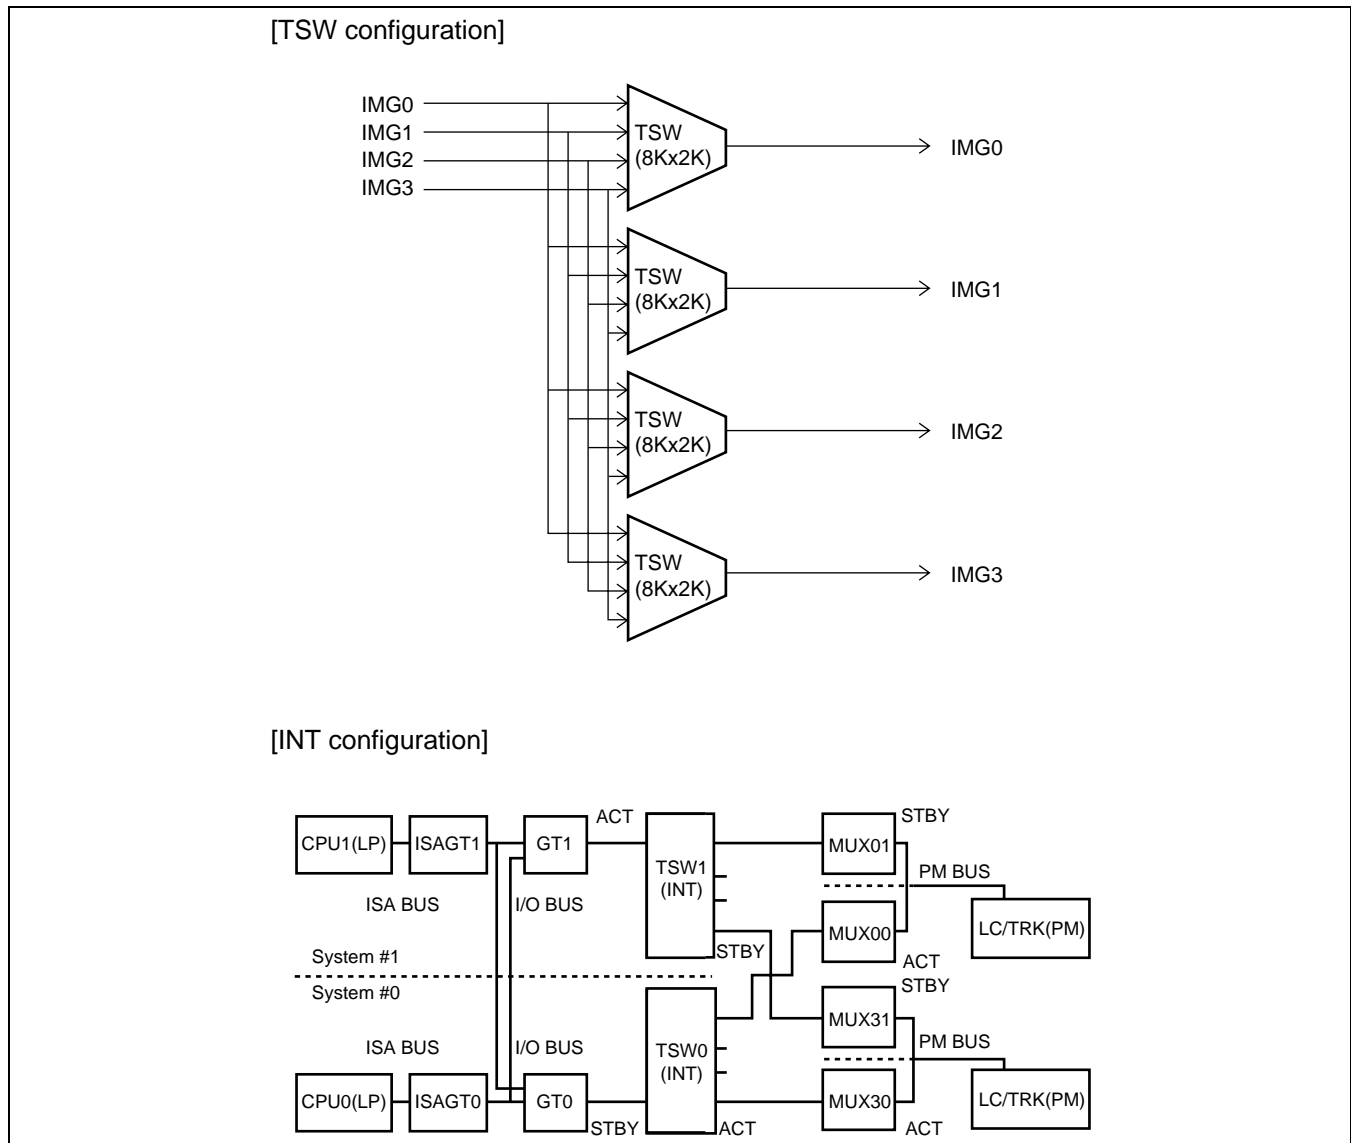 [TSW configuration]
IMG0
IMG1
IMG2
IMG3
TSW
(8Kx2K)
IMG0
TSW
(8Kx2K)
IMG1
TSW
(8Kx2K)
IMG2
TSW
(8Kx2K)
IMG3
[INT configuration]
ACT
STBY
CPU1(LP)
ISAGT1
GT1
TSW1
(INT)
MUX01
PM BUS
ISA BUS
I/O BUS
MUX00
LC/TRK(PM)
System #1
STBY
ACT
System #0
STBY
MUX31
ISA BUS
I/O BUS
TSW0
(INT)
PM BUS
CPU0(LP)
ISAGT0
GT0
MUX30
LC/TRK(PM)
STBY
ACT
ACT